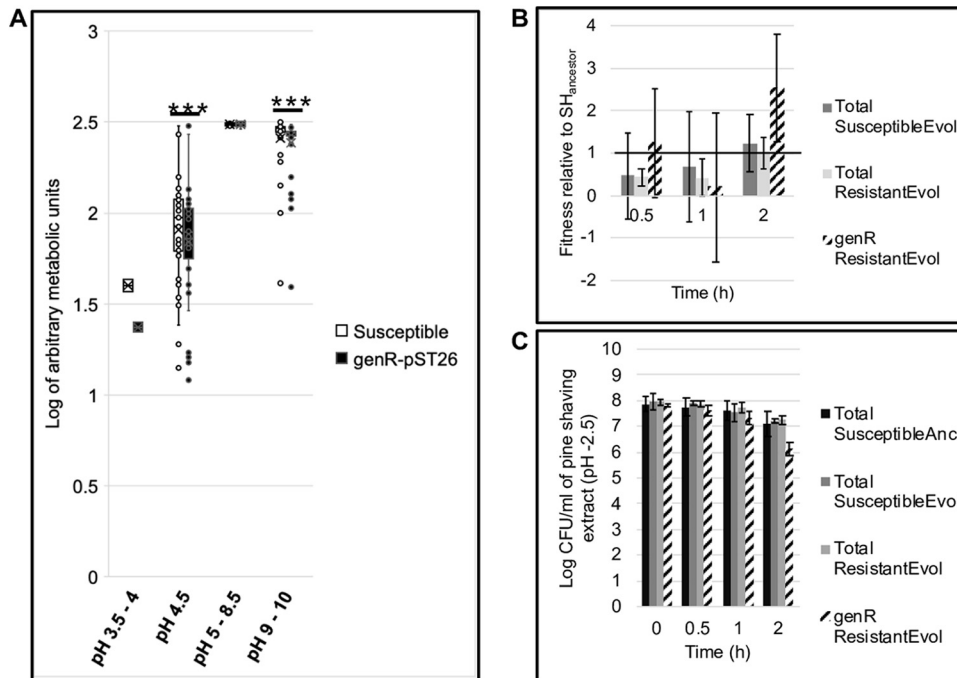 A
Log of arbitrary metabolic units
3
2.5
2
1.5
1
0.5
0
***
***
pH 3.5 - 4
pH 4.5
pH 5 - 8.5
pH 9 - 10
Susceptible
genR-pST26
B
Fitness relative to SHancestor
4
3
2
1
0
-1
-2
0.5
1
2
Time (h)
Total
SusceptibleEvol
Total
ResistantEvol
genR
ResistantEvol
C
Log CFU/ml of pine shaving
extract (pH -2.5)
10
9
8
7
6
5
4
3
2
1
0
0
0.5
1
2
Time (h)
Total
SusceptibleAnc
Total
SusceptibleEvo
Total
ResistantEvol
genR
ResistantEvol